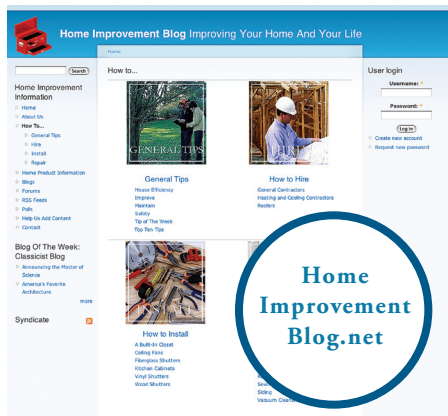 Home Improvement Blog Improving Your Home And Your Life
Home
Search
Home Improvement
Information
Home
About Us
How To...
General Tips
Hire
Install
Repair
Home Product Information
Blogs
Forums
RSS Feeds
Polls
Help Us Add Content
Contact
Blog Of The Week:
Classicist Blog
Announcing the Master of
Science
America's Favorite
Architecture
more
Syndicate
How to...
GENERAL TIPS
HIRE
General Tips
House Efficiency
Improve
Maintain
Safety
Tip of The Week
Top Ten Tips
How to Hire
General Contractors
Heating and Cooling Contractors
Roofers
INSTALL
How to Install
A Built-In Closet
Ceiling Fans
Fiberglass Shutters
Kitchen Cabinets
Vinyl Shutters
Wood Shutters
Siding
Vacuum Cleane
User login
Username: *
Password: *
Log in
Create new account
Request new password
Home
Improvement
Blog.net